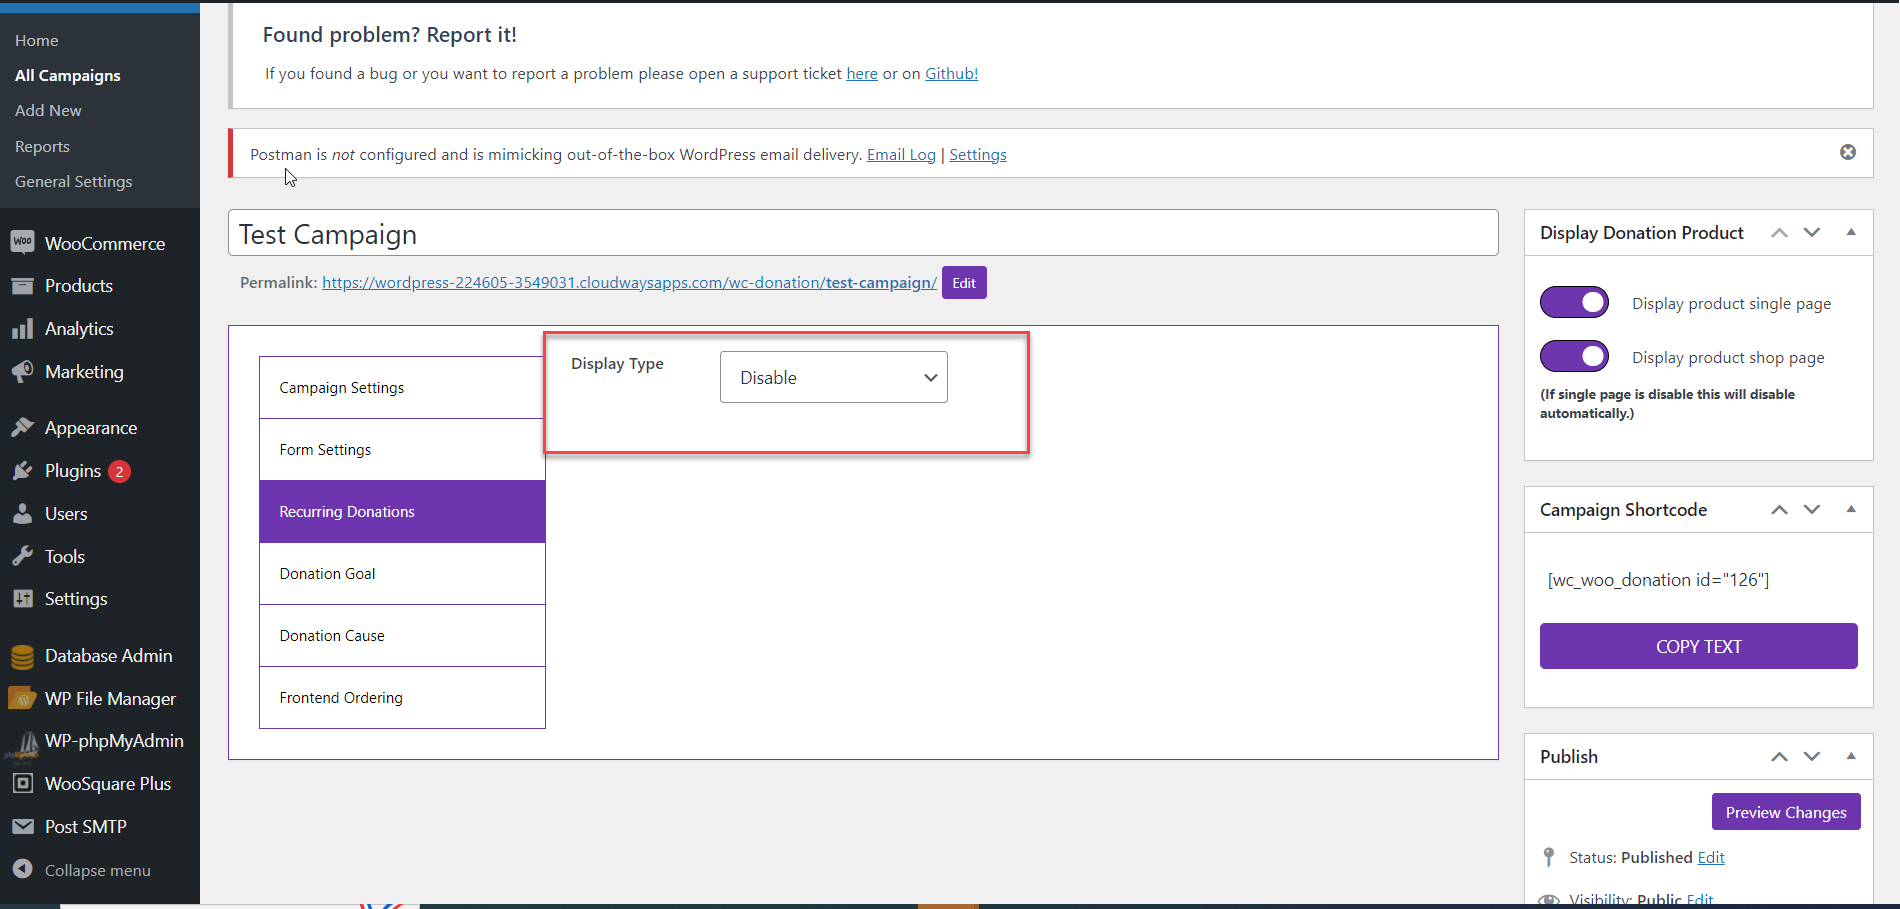 Home
All Campaigns
Add New
Reports
General Settings
WooCommerce
Products
Analytics
Marketing
Appearance
Plugins 2
Users
Tools
Settings
Database Admin
WP File Manager
WP-phpMyAdmin
WooSquare Plus
Post SMTP
Collapse menu
Found problem? Report it!
If you found a bug or you want to report a problem please open a support ticket here or on Github!
Postman is not configured and is mimicking out-of-the-box WordPress email delivery. Email Log | Settings
Test Campaign
Permalink: https://wordpress-224605-3549031.cloudwaysapps.com/wc-donation/test-campaign/ Edit
Campaign Settings
Form Settings
Recurring Donations
Donation Goal
Donation Cause
Frontend Ordering
Display Type
Disable
Display Donation Product
Display product single page
Display product shop page
(If single page is disable this will disable
automatically.)
Campaign Shortcode
[wc_woo_donation id="126"]
COPY TEXT
Publish
Preview Changes
Status: Published Edit
Visibility: Public Edit